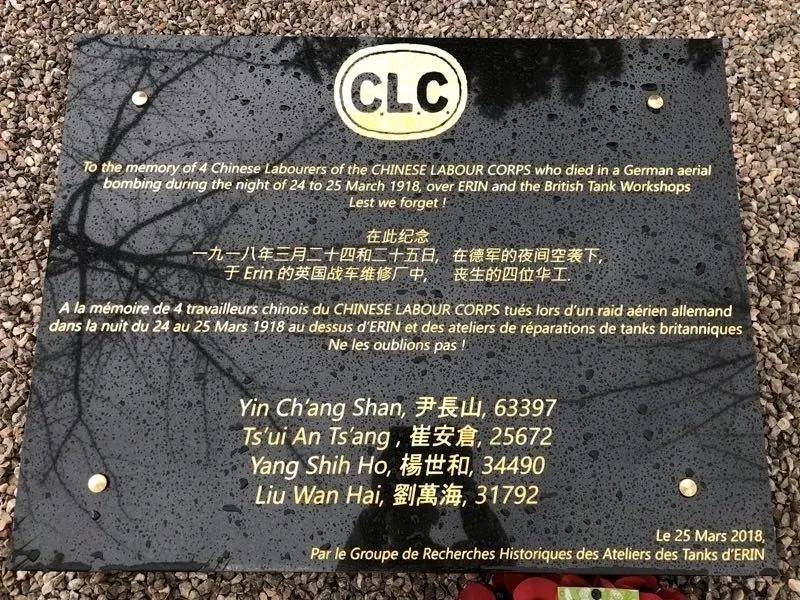 C.L.C.
To the memory of 4 Chinese Labourers of the CHINESE LABOUR CORPS who died in a German aerial
bombing during the night of 24 to 25 March 1918, over ERIN and the British Tank Workshops
Lest we forget !
在此纪念
一九一八年三月二十四和二十五日，在德军的夜间空袭下，
于 Erin 的英国战车维修厂中，丧生的四位华工.
A la mémoire de 4 travailleurs chinois du CHINESE LABOUR CORPS tués lors d'un raid aérien allemand
dans la nuit du 24 au 25 Mars 1918 au dessus d'ERIN et des ateliers de réparations de tanks britanniques
Ne les oublions pas !
Yin Ch'ang Shan, 尹長山, 63397
Ts'ui An Ts'ang , 崔安倉, 25672
Yang Shih Ho, 楊世和, 34490
Liu Wan Hai, 劉萬海, 31792
Le 25 Mars 2018,
Par le Groupe de Recherches Historiques des Ateliers des Tanks d'ERIN